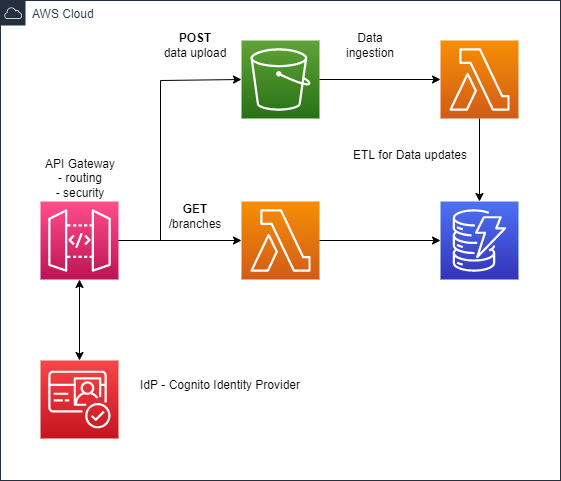 AWS Cloud
POST
data upload
Data
ingestion
API Gateway
- routing
- security
ETL for Data updates
GET
/branches
</>
IdP - Cognito Identity Provider